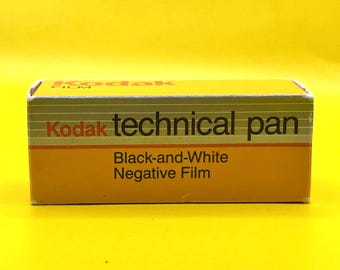 Kodak
FILM
Kodak technical pan
Black-and-White
Negative Film